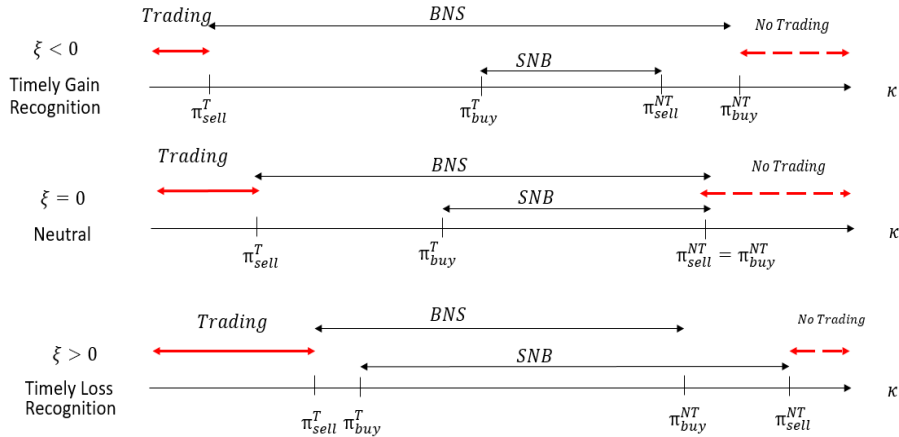 Trading
BNS
No Trading
ξ < 0
SNB
Timely Gain
Recognition
π^T_sell
π^T_buy
π^NT_sell
π^NT_buy
κ
Trading
BNS
No Trading
ξ = 0
SNB
Neutral
π^T_sell
π^T_buy
π^NT_sell = π^NT_buy
κ
Trading
BNS
No Trading
ξ > 0
SNB
Timely Loss
Recognition
π^T_sell
π^T_buy
π^NT_buy
π^NT_sell
κ